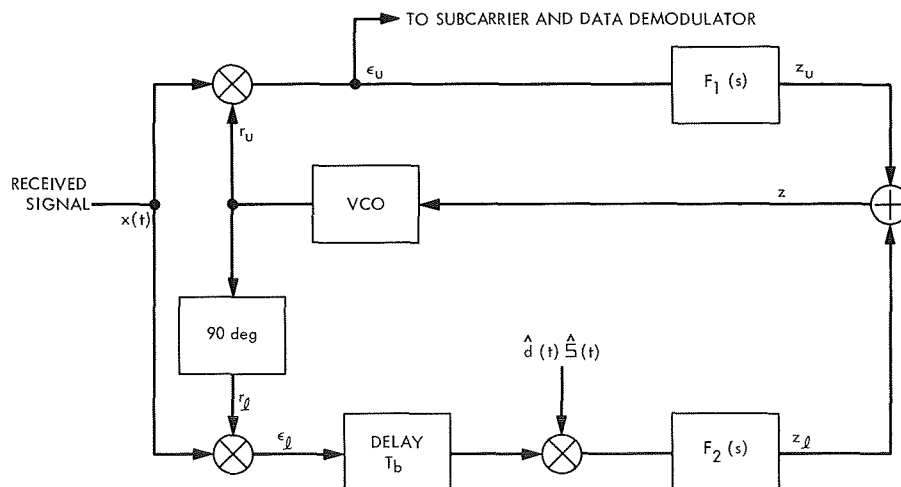 TO SUBCARRIER AND DATA DEMODULATOR
ϵ_u
F_1 (s)
z_u
r_u
RECEIVED
SIGNAL
x(t)
VCO
z
90 deg
d̂ (t) Ŝ(t)
r_ℓ
ϵ_ℓ
DELAY
T_b
F_2 (s)
z_ℓ